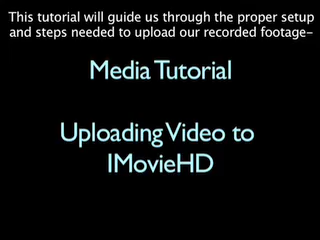 This tutorial will guide us through the proper setup
and steps needed to upload our recorded footage-
Media Tutorial
Uploading Video to
IMovieHD